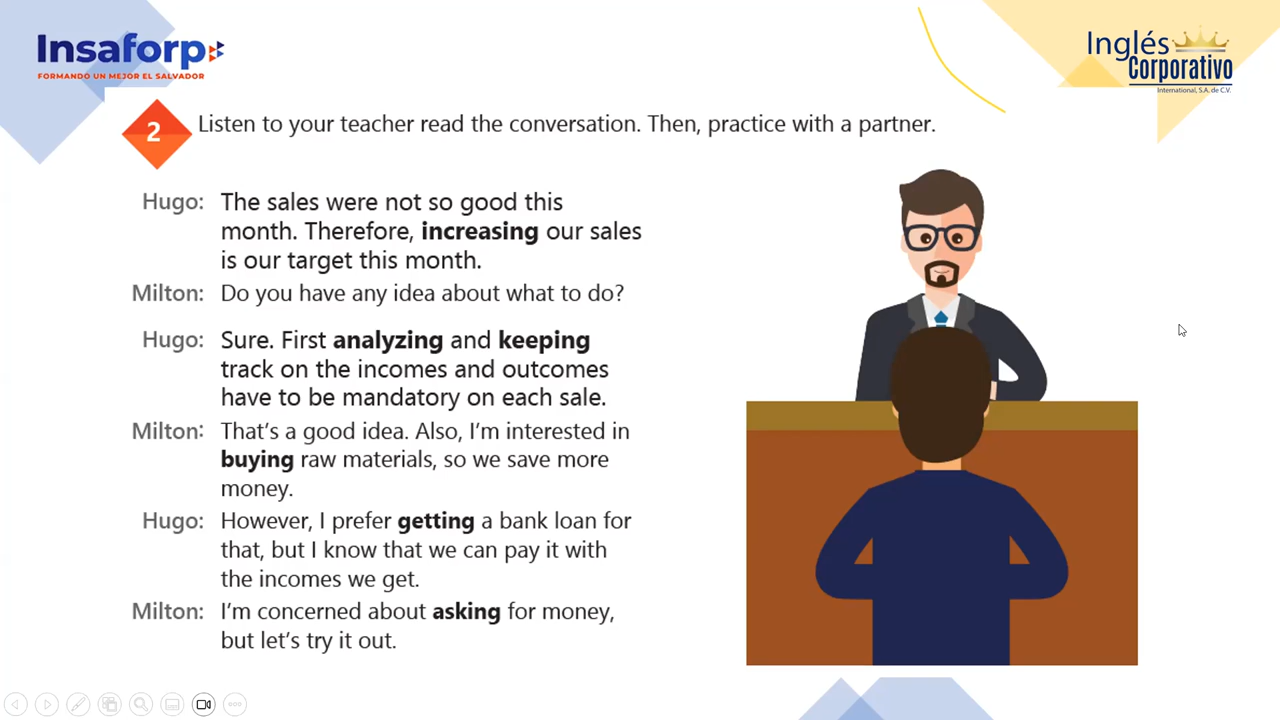 Insaforp
FORMANDO UN MEJOR EL SALVADOR
Inglés
Corporativo
International, S.A. de C.V.
2
Listen to your teacher read the conversation. Then, practice with a partner.
Hugo: The sales were not so good this
month. Therefore, increasing our sales
is our target this month.
Milton: Do you have any idea about what to do?
Hugo: Sure. First analyzing and keeping
track on the incomes and outcomes
have to be mandatory on each sale.
Milton: That's a good idea. Also, I'm interested in
buying raw materials, so we save more
money.
Hugo: However, I prefer getting a bank loan for
that, but I know that we can pay it with
the incomes we get.
Milton: I'm concerned about asking for money,
but let's try it out.